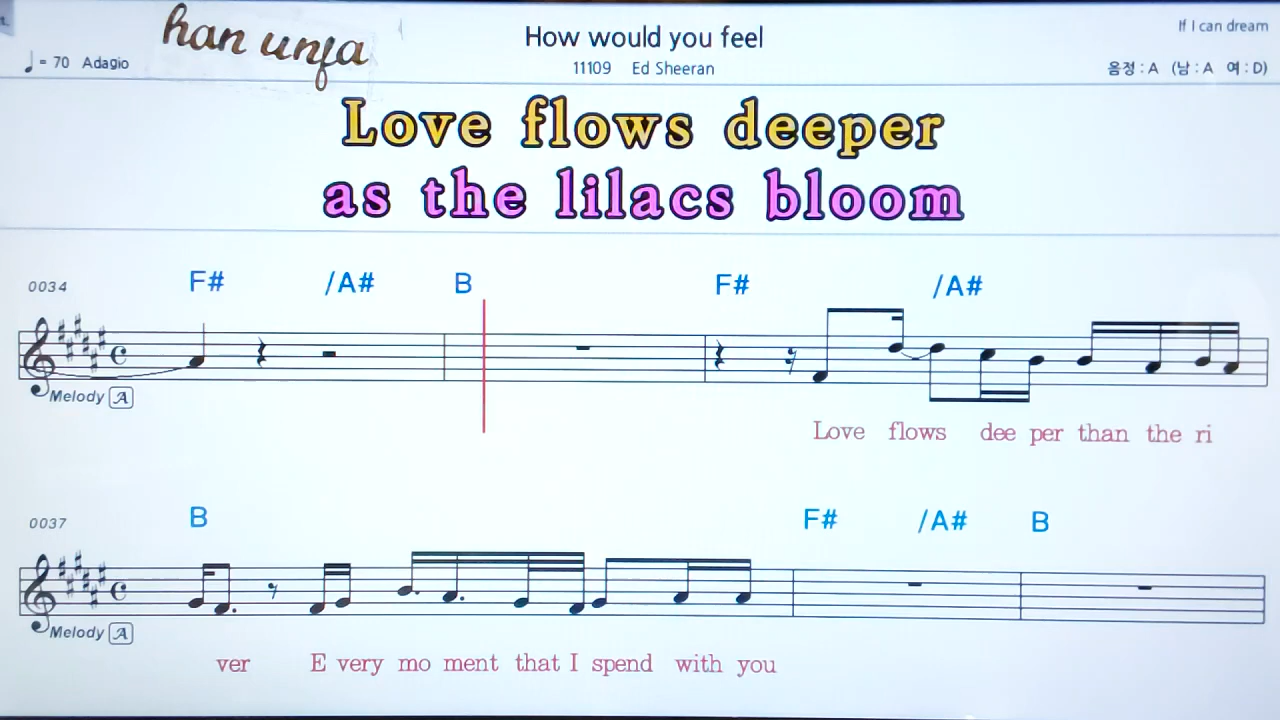 t.
han unja
How would you feel
If I can dream
♩ = 70 Adagio
11109 Ed Sheeran
음정 : A (남 : A 여 : D)
Love flows deeper
as the lilacs bloom
0034
F# /A# B F# /A#
Melody A
Love flows dee per than the ri
0037
B F# /A# B
Melody A
ver E very mo ment that I spend with you